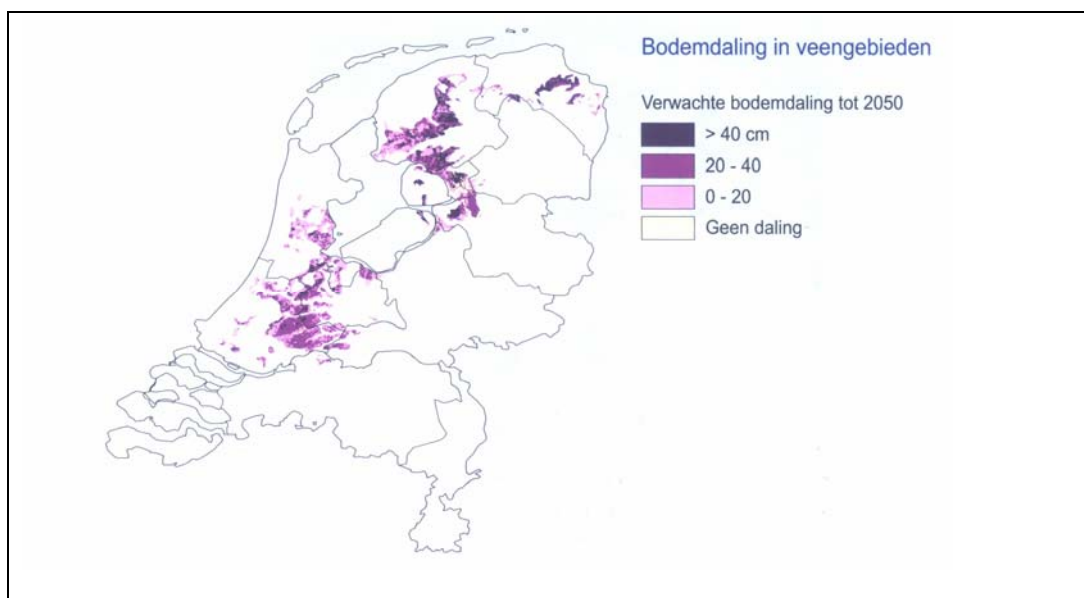 Bodemdaling in veengebieden
Verwachte bodemdaling tot 2050
> 40 cm
20 - 40
0 - 20
Geen daling